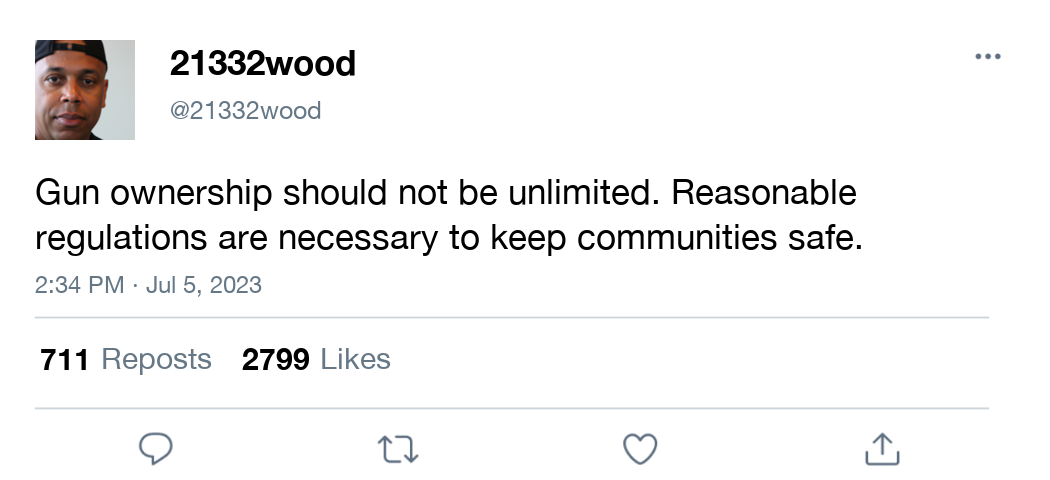 21332wood
@21332wood
Gun ownership should not be unlimited. Reasonable
regulations are necessary to keep communities safe.
2:34 PM · Jul 5, 2023
711 Reposts 2799 Likes